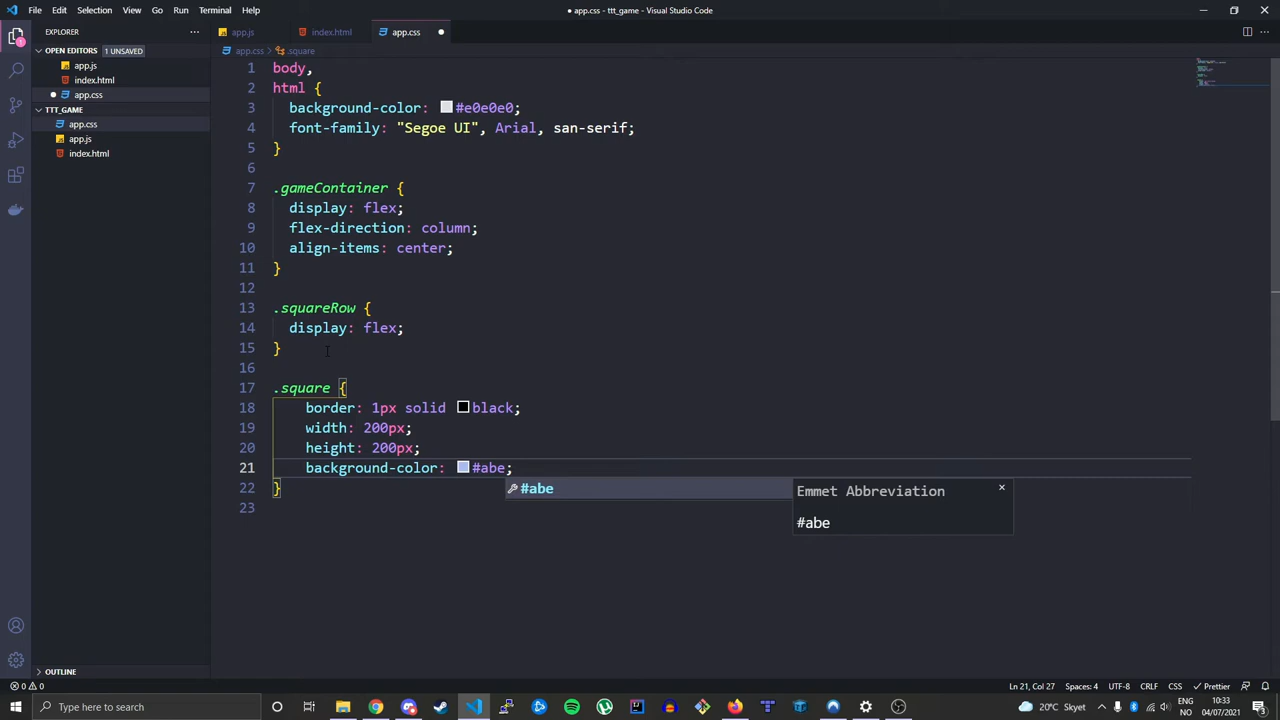 File Edit Selection View Go Run Terminal Help
● app.css - ttt_game - Visual Studio Code
EXPLORER ···
app.js index.html app.css ●
OPEN EDITORS 1 UNSAVED
app.css > .square
app.js
index.html
● app.css
TTT_GAME
app.css
app.js
index.html
1 body,
2 html {
3 background-color: #e0e0e0;
4 font-family: "Segoe UI", Arial, san-serif;
5 }
6
7 .gameContainer {
8 display: flex;
9 flex-direction: column;
10 align-items: center;
11 }
12
13 .squareRow {
14 display: flex;
15 }
16
17 .square {
18 border: 1px solid black;
19 width: 200px;
20 height: 200px;
21 background-color: #abe;
22 }
23
#abe
Emmet Abbreviation ×
#abe
OUTLINE
0 0
Ln 21, Col 27 Spaces: 4 UTF-8 CRLF CSS ✓ Prettier
Type here to search
20°C Skyet
ENG
NO
10:33
04/07/2021